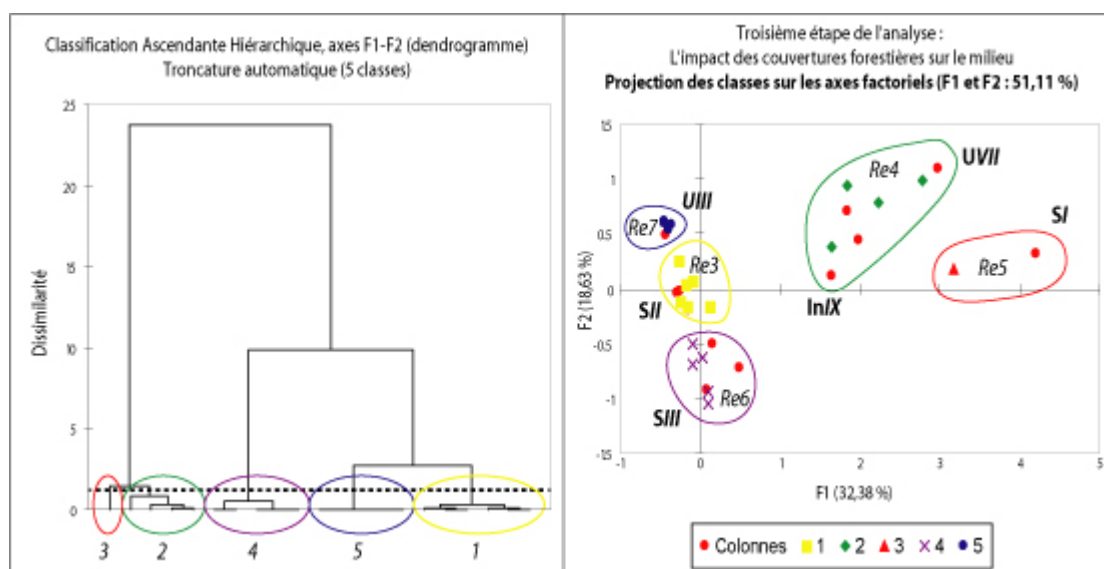 Classification Ascendante Hiérarchique, axes F1-F2 (dendrogramme)
Troncature automatique (5 classes)
Dissimilarité
25
20
15
10
5
0
3 2 4 5 1
Troisième étape de l'analyse :
L'impact des couvertures forestières sur le milieu
Projection des classes sur les axes factoriels (F1 et F2 : 51,11 %)
F2 (18,63 %)
1.5
1
0.5
0
-0.5
-1
-1.5
-1 0 1 2 3 4 5
F1 (32,38 %)
UVII
Re4
SI
UIII
Re7
Re3
Re5
SII
InIX
Re6
SIII
Colonnes 1 2 3 4 5